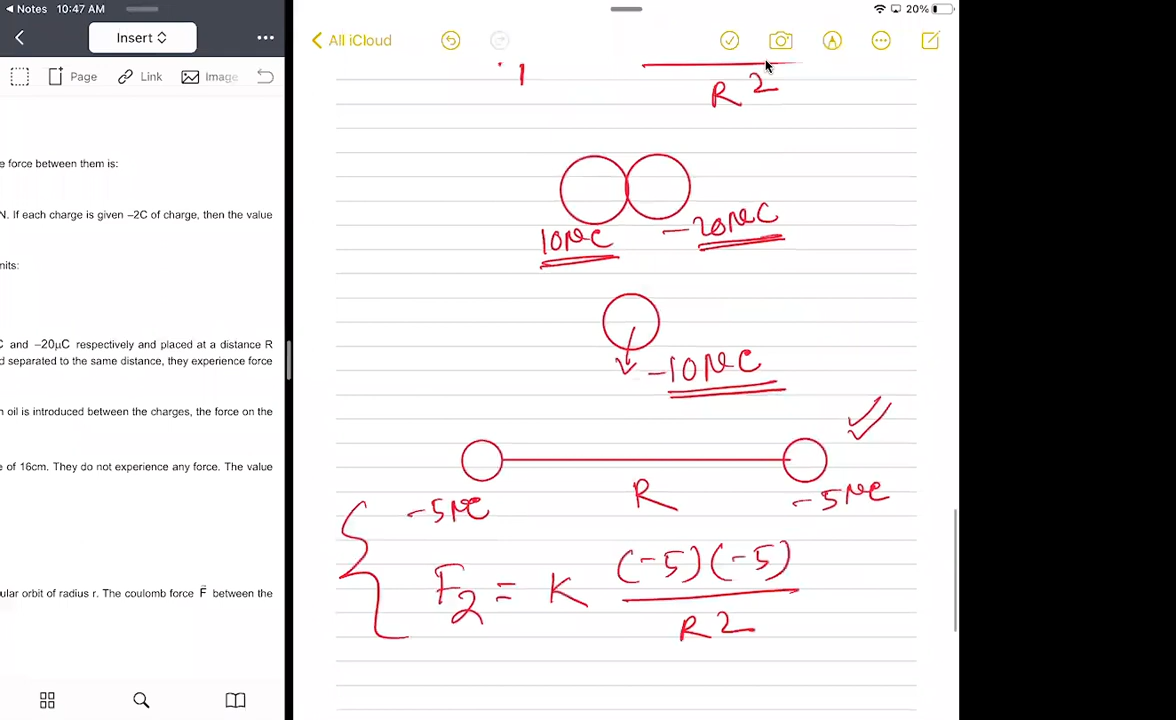 Notes 10:47 AM
20%
Insert
Page Link Image
All iCloud
e force between them is:
N. If each charge is given –2C of charge, then the value
mits:
C and –20μC respectively and placed at a distance R
d separated to the same distance, they experience force
n oil is introduced between the charges, the force on the
e of 16cm. They do not experience any force. The value
ular orbit of radius r. The coulomb force F⃗ between the
R2
10μC -20μC
-10μC
-5μC R -5μC
F2 = K (-5)(-5)
R2